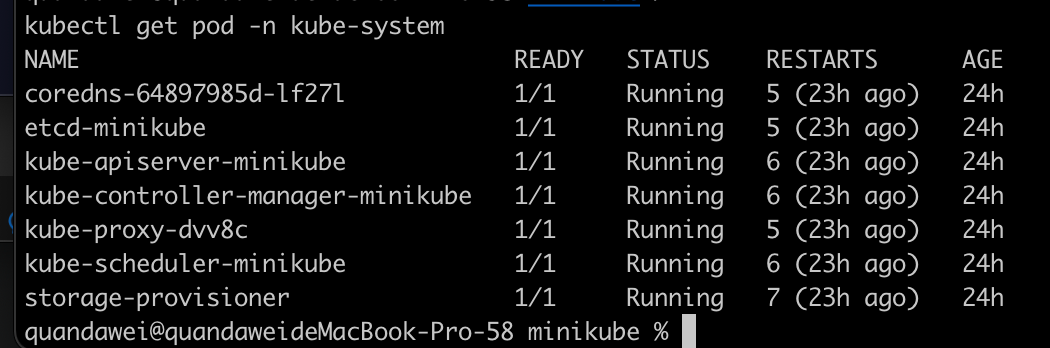 kubectl get pod -n kube-system
NAME READY STATUS RESTARTS AGE
coredns-64897985d-lf27l 1/1 Running 5 (23h ago) 24h
etcd-minikube 1/1 Running 5 (23h ago) 24h
kube-apiserver-minikube 1/1 Running 6 (23h ago) 24h
kube-controller-manager-minikube 1/1 Running 6 (23h ago) 24h
kube-proxy-dvv8c 1/1 Running 5 (23h ago) 24h
kube-scheduler-minikube 1/1 Running 6 (23h ago) 24h
storage-provisioner 1/1 Running 7 (23h ago) 24h
quandawei@quandaweideMacBook-Pro-58 minikube %